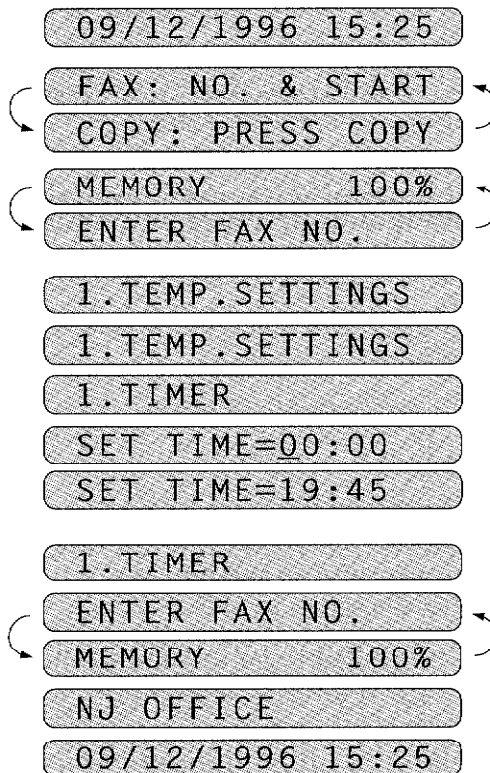 09/12/1996 15:25
FAX: NO. & START
COPY: PRESS COPY
MEMORY 100%
ENTER FAX NO.
1.TEMP.SETTINGS
1.TEMP.SETTINGS
1.TIMER
SET TIME=00:00
SET TIME=19:45
1.TIMER
ENTER FAX NO.
MEMORY 100%
NJ OFFICE
09/12/1996 15:25